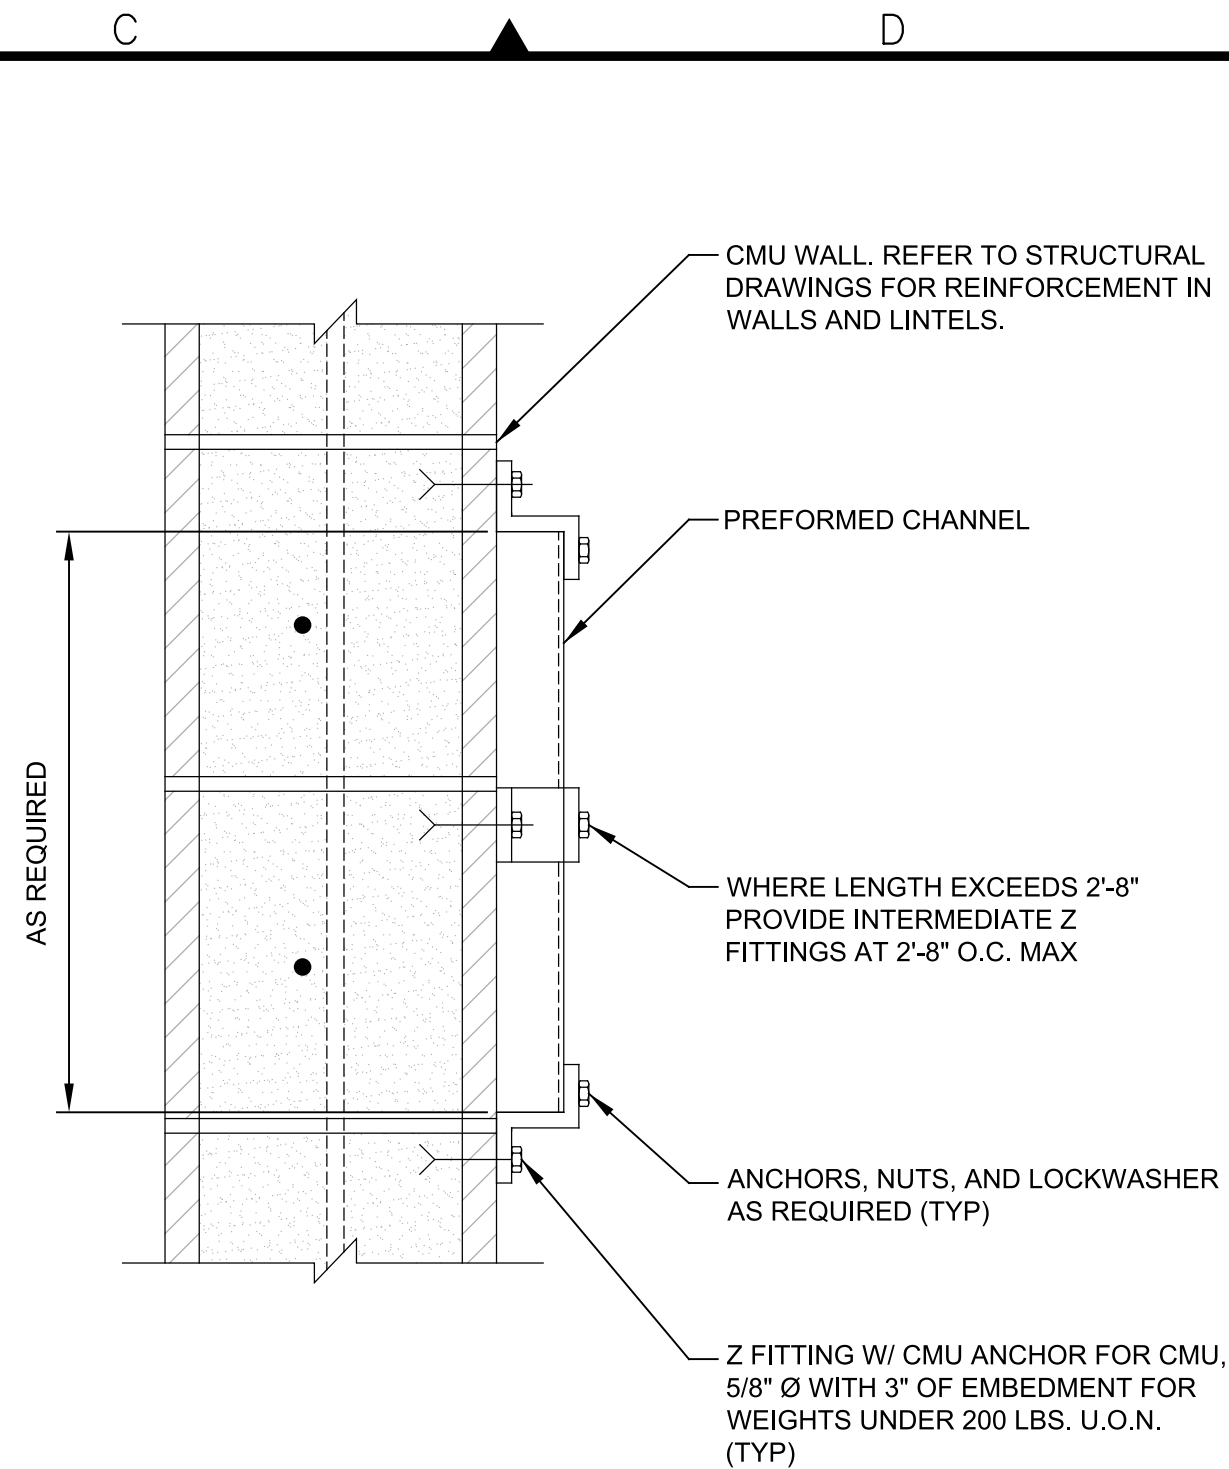 C
D
CMU WALL. REFER TO STRUCTURAL
DRAWINGS FOR REINFORCEMENT IN
WALLS AND LINTELS.
PREFORMED CHANNEL
AS REQUIRED
WHERE LENGTH EXCEEDS 2'-8"
PROVIDE INTERMEDIATE Z
FITTINGS AT 2'-8" O.C. MAX
ANCHORS, NUTS, AND LOCKWASHER
AS REQUIRED (TYP)
Z FITTING W/ CMU ANCHOR FOR CMU,
5/8" Ø WITH 3" OF EMBEDMENT FOR
WEIGHTS UNDER 200 LBS. U.O.N.
(TYP)